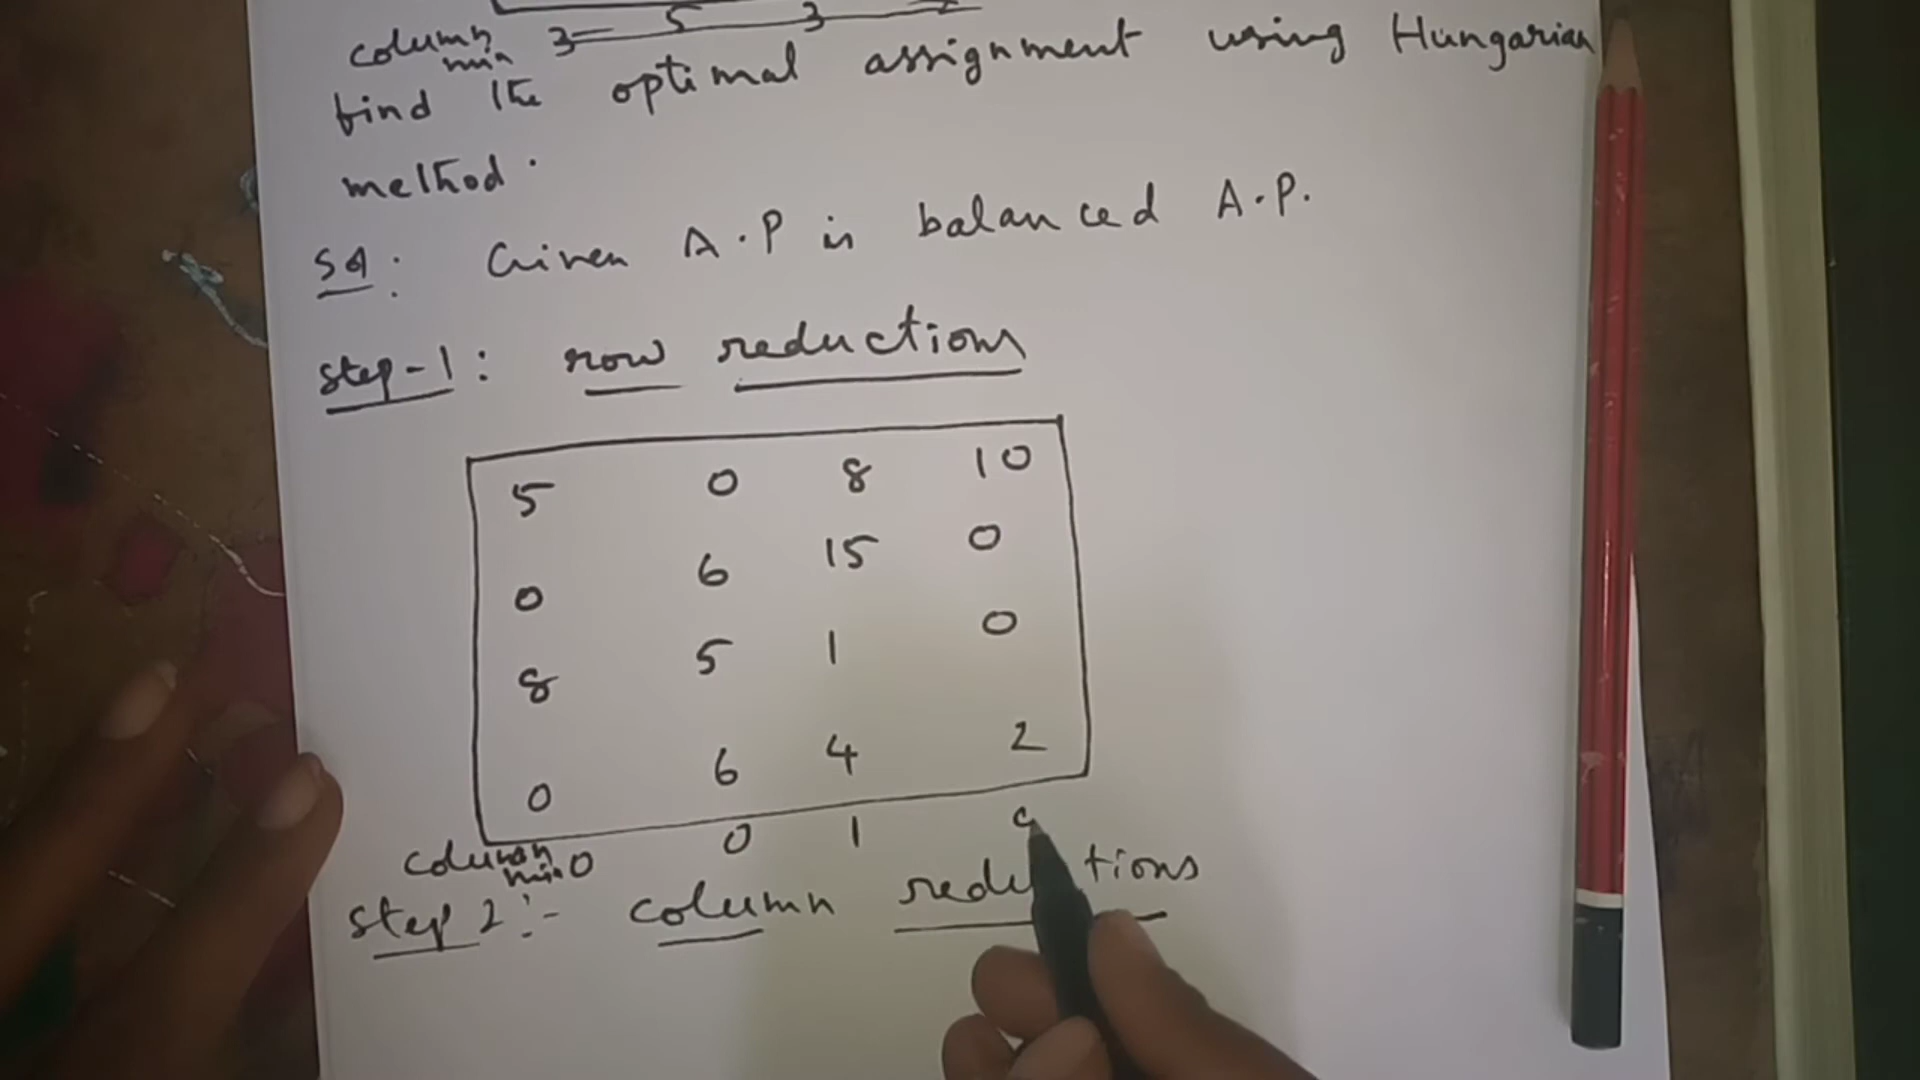 column
min 3 5 3
find the optimal assignment using Hungarian
method.
Sol: Given A.P is balanced A.P.
step-1: row reductions
5 0 8 10
0 6 15 0
8 5 1 0
0 6 4 2
column
min 0 0 1
step 2:- column reductions